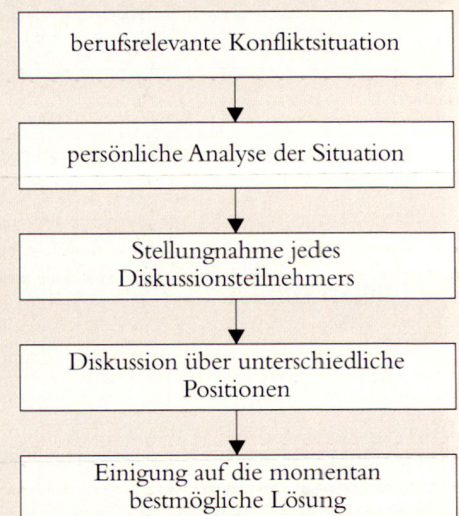 berufsrelevante Konfliktsituation
persönliche Analyse der Situation
Stellungnahme jedes
Diskussionsteilnehmers
Diskussion über unterschiedliche
Positionen
Einigung auf die momentan
bestmögliche Lösung